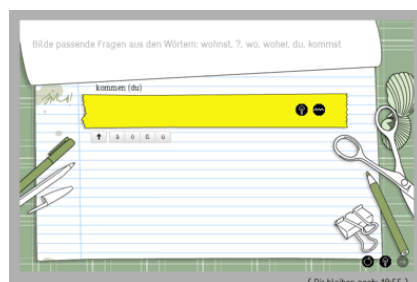 Bilde passende Fragen aus den Wörtern: wohnst, ?, wo, woher, du, kommst
kommen (du)
ä ö ß ü
( Dir bleiben noch: 19:55 )